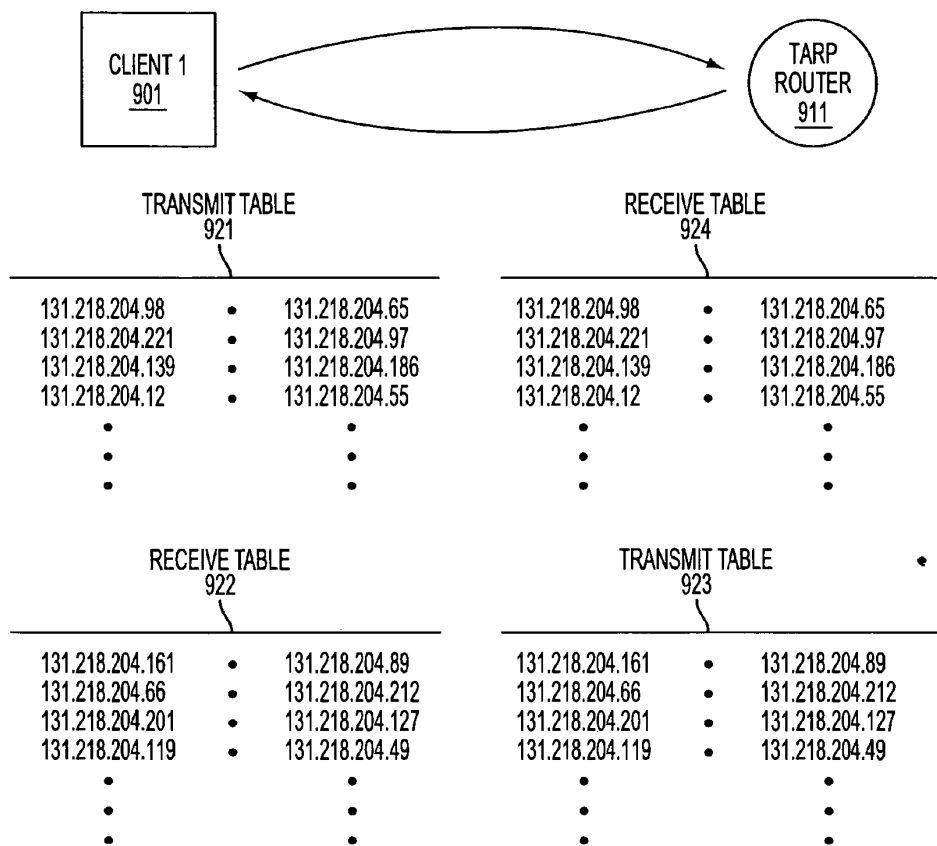 CLIENT 1
901
TARP
ROUTER
911
TRANSMIT TABLE
921
131.218.204.98 • 131.218.204.65
131.218.204.221 • 131.218.204.97
131.218.204.139 • 131.218.204.186
131.218.204.12 • 131.218.204.55
RECEIVE TABLE
924
131.218.204.98 • 131.218.204.65
131.218.204.221 • 131.218.204.97
131.218.204.139 • 131.218.204.186
131.218.204.12 • 131.218.204.55
RECEIVE TABLE
922
131.218.204.161 • 131.218.204.89
131.218.204.66 • 131.218.204.212
131.218.204.201 • 131.218.204.127
131.218.204.119 • 131.218.204.49
TRANSMIT TABLE
923
131.218.204.161 • 131.218.204.89
131.218.204.66 • 131.218.204.212
131.218.204.201 • 131.218.204.127
131.218.204.119 • 131.218.204.49